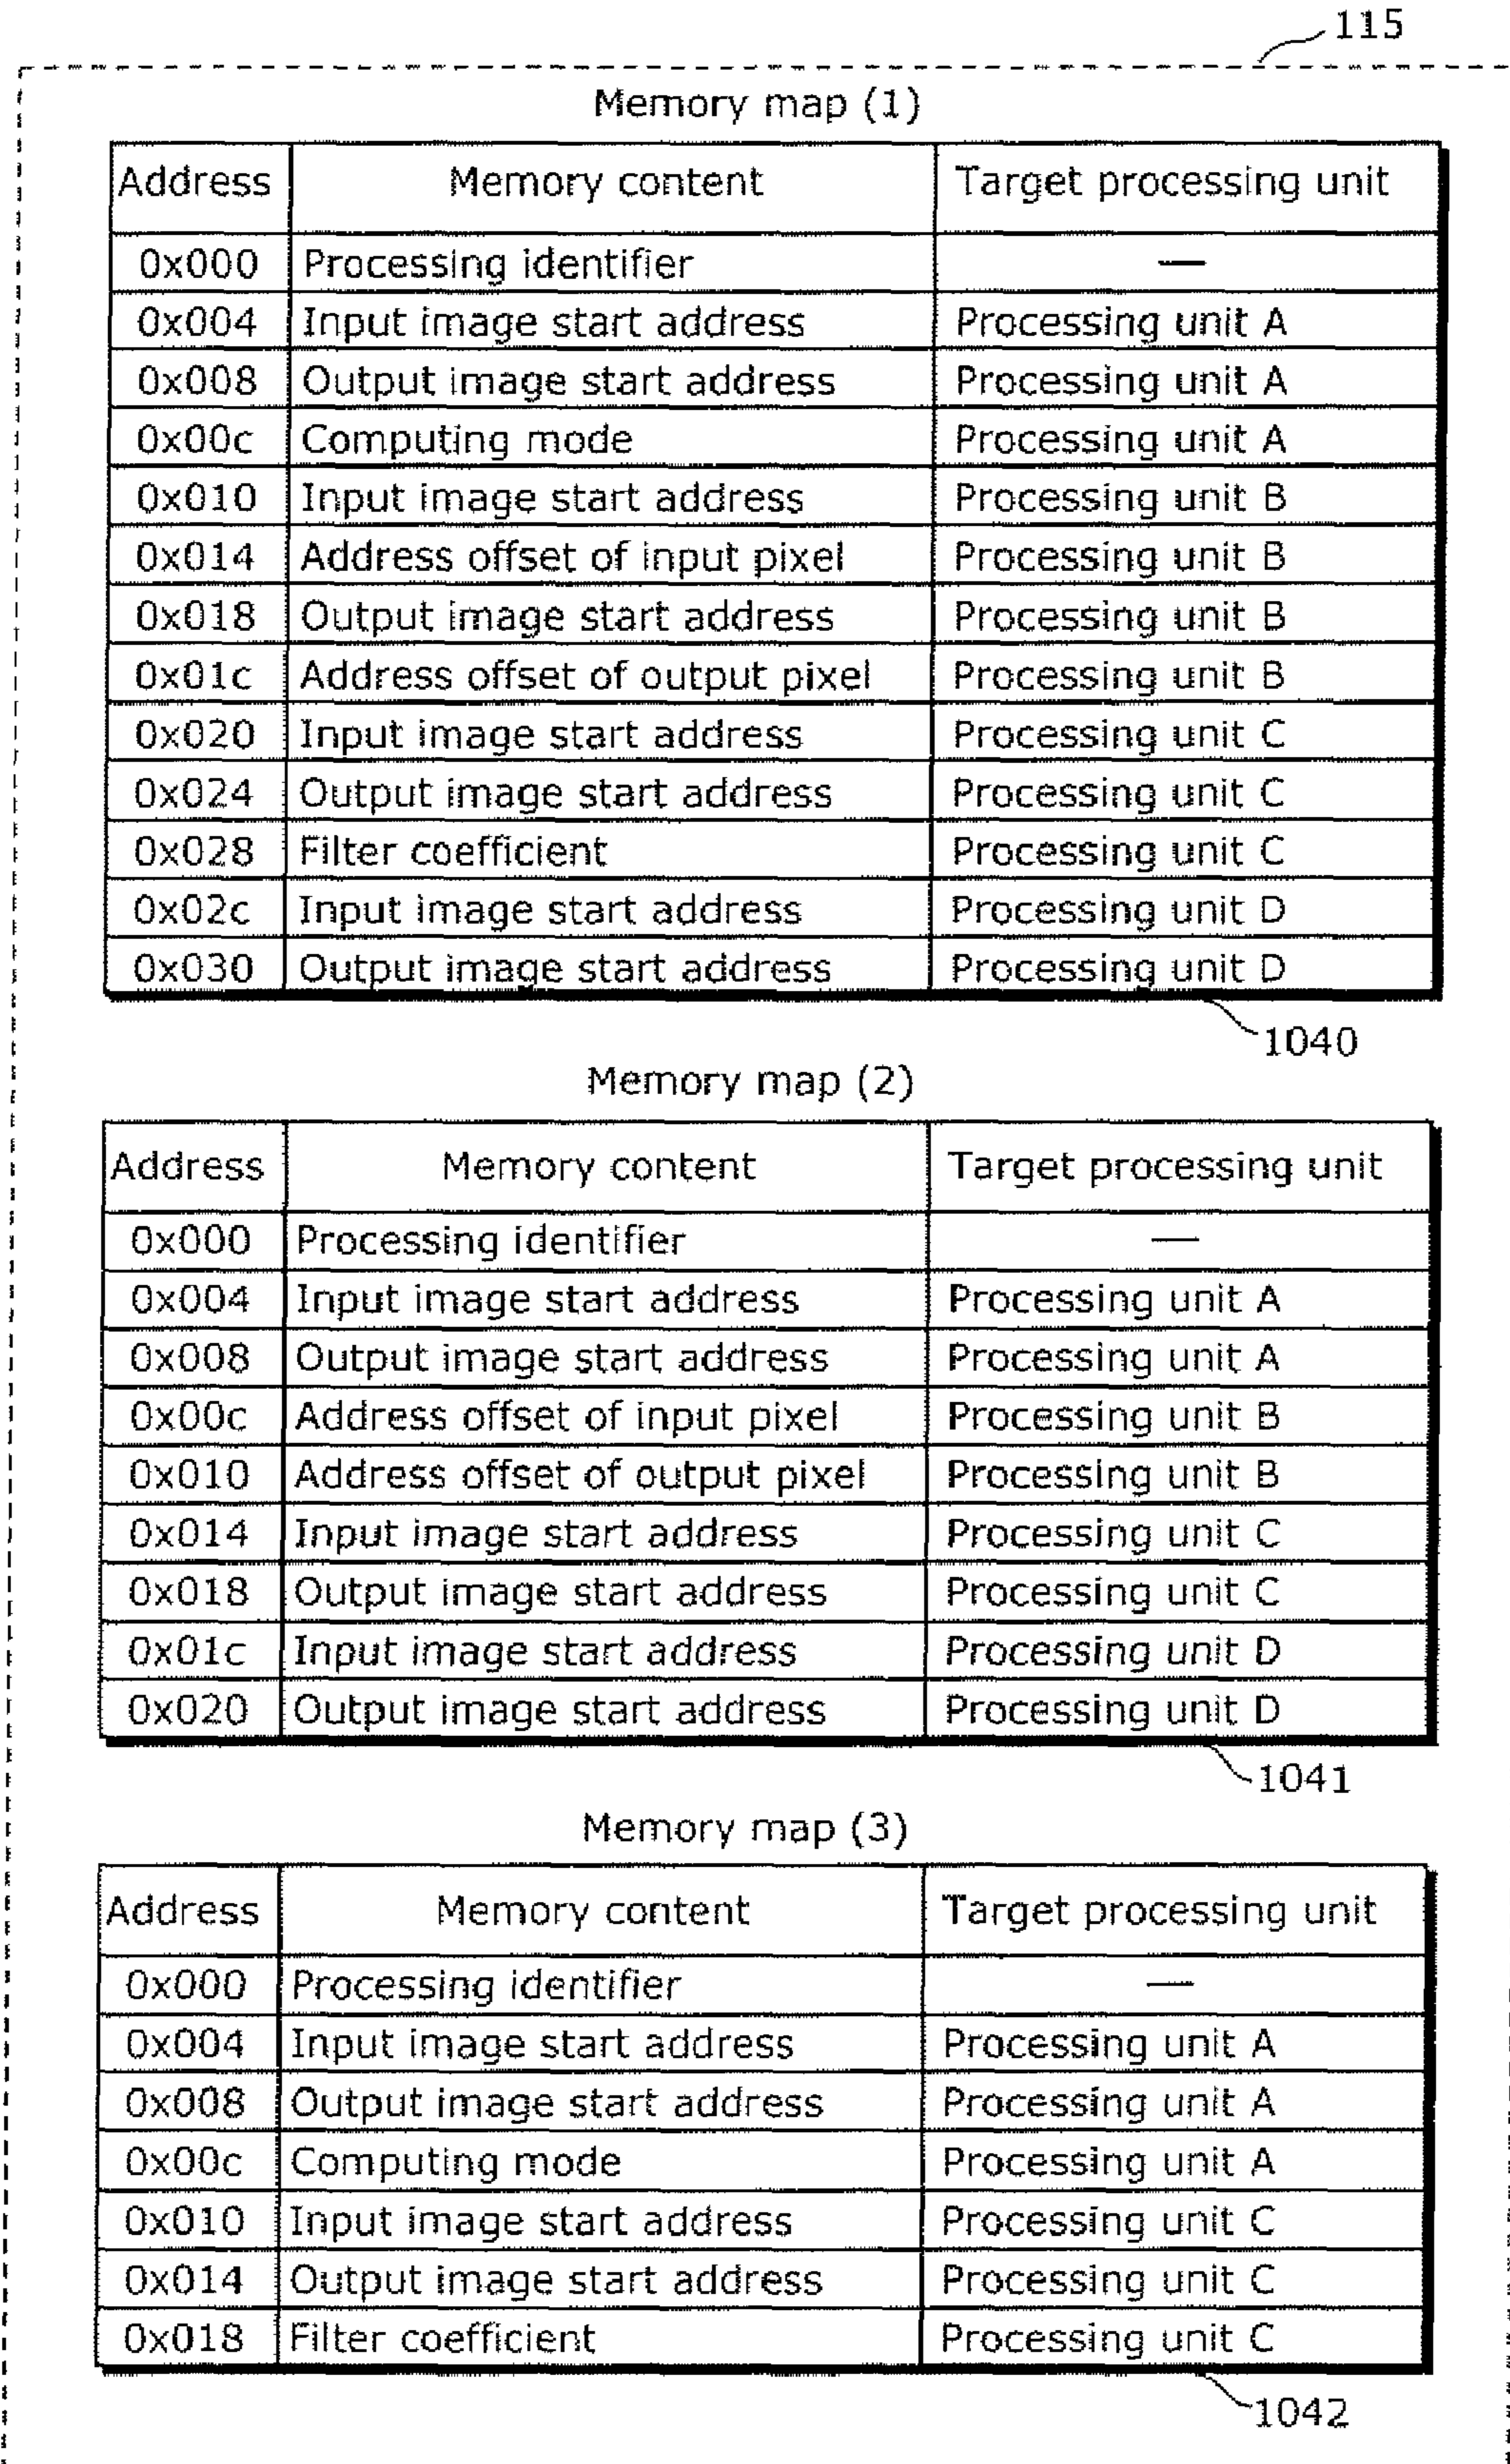 115
Memory map (1)
Address Memory content Target processing unit
0x000 Processing identifier —
0x004 Input image start address Processing unit A
0x008 Output image start address Processing unit A
0x00c Computing mode Processing unit A
0x010 Input image start address Processing unit B
0x014 Address offset of input pixel Processing unit B
0x018 Output image start address Processing unit B
0x01c Address offset of output pixel Processing unit B
0x020 Input image start address Processing unit C
0x024 Output image start address Processing unit C
0x028 Filter coefficient Processing unit C
0x02c Input image start address Processing unit D
0x030 Output image start address Processing unit D
1040
Memory map (2)
Address Memory content Target processing unit
0x000 Processing identifier —
0x004 Input image start address Processing unit A
0x008 Output image start address Processing unit A
0x00c Address offset of input pixel Processing unit B
0x010 Address offset of output pixel Processing unit B
0x014 Input image start address Processing unit C
0x018 Output image start address Processing unit C
0x01c Input image start address Processing unit D
0x020 Output image start address Processing unit D
1041
Memory map (3)
Address Memory content Target processing unit
0x000 Processing identifier —
0x004 Input image start address Processing unit A
0x008 Output image start address Processing unit A
0x00c Computing mode Processing unit A
0x010 Input image start address Processing unit C
0x014 Output image start address Processing unit C
0x018 Filter coefficient Processing unit C
1042